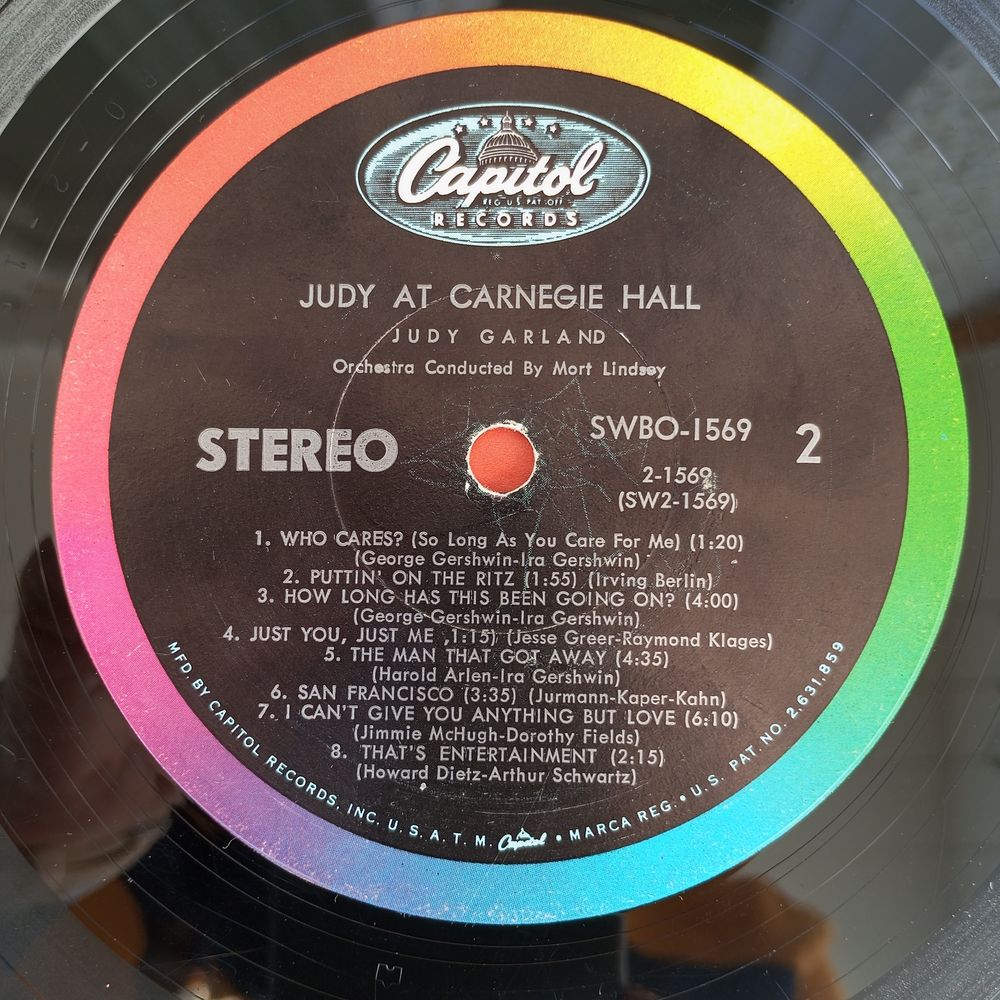 Capitol
REG. U.S. PAT. OFF.
RECORDS
JUDY AT CARNEGIE HALL
JUDY GARLAND
Orchestra Conducted By Mort Lindsey
STEREO
SWBO-1569
2
2-1569
(SW2-1569)
1. WHO CARES? (So Long As You Care For Me) (1:20)
(George Gershwin-Ira Gershwin)
2. PUTTIN' ON THE RITZ (1:55) (Irving Berlin)
3. HOW LONG HAS THIS BEEN GOING ON? (4:00)
(George Gershwin-Ira Gershwin)
4. JUST YOU, JUST ME ,1:15) (Jesse Greer-Raymond Klages)
5. THE MAN THAT GOT AWAY (4:35)
(Harold Arlen-Ira Gershwin)
6. SAN FRANCISCO (3:35) (Jurmann-Kaper-Kahn)
7. I CAN'T GIVE YOU ANYTHING BUT LOVE (6:10)
(Jimmie McHugh-Dorothy Fields)
8. THAT'S ENTERTAINMENT (2:15)
(Howard Dietz-Arthur Schwartz)
MFD. BY CAPITOL RECORDS, INC. U.S.A. T.M. Capitol • MARCA REG. • U.S. PAT. NO. 2,631,859